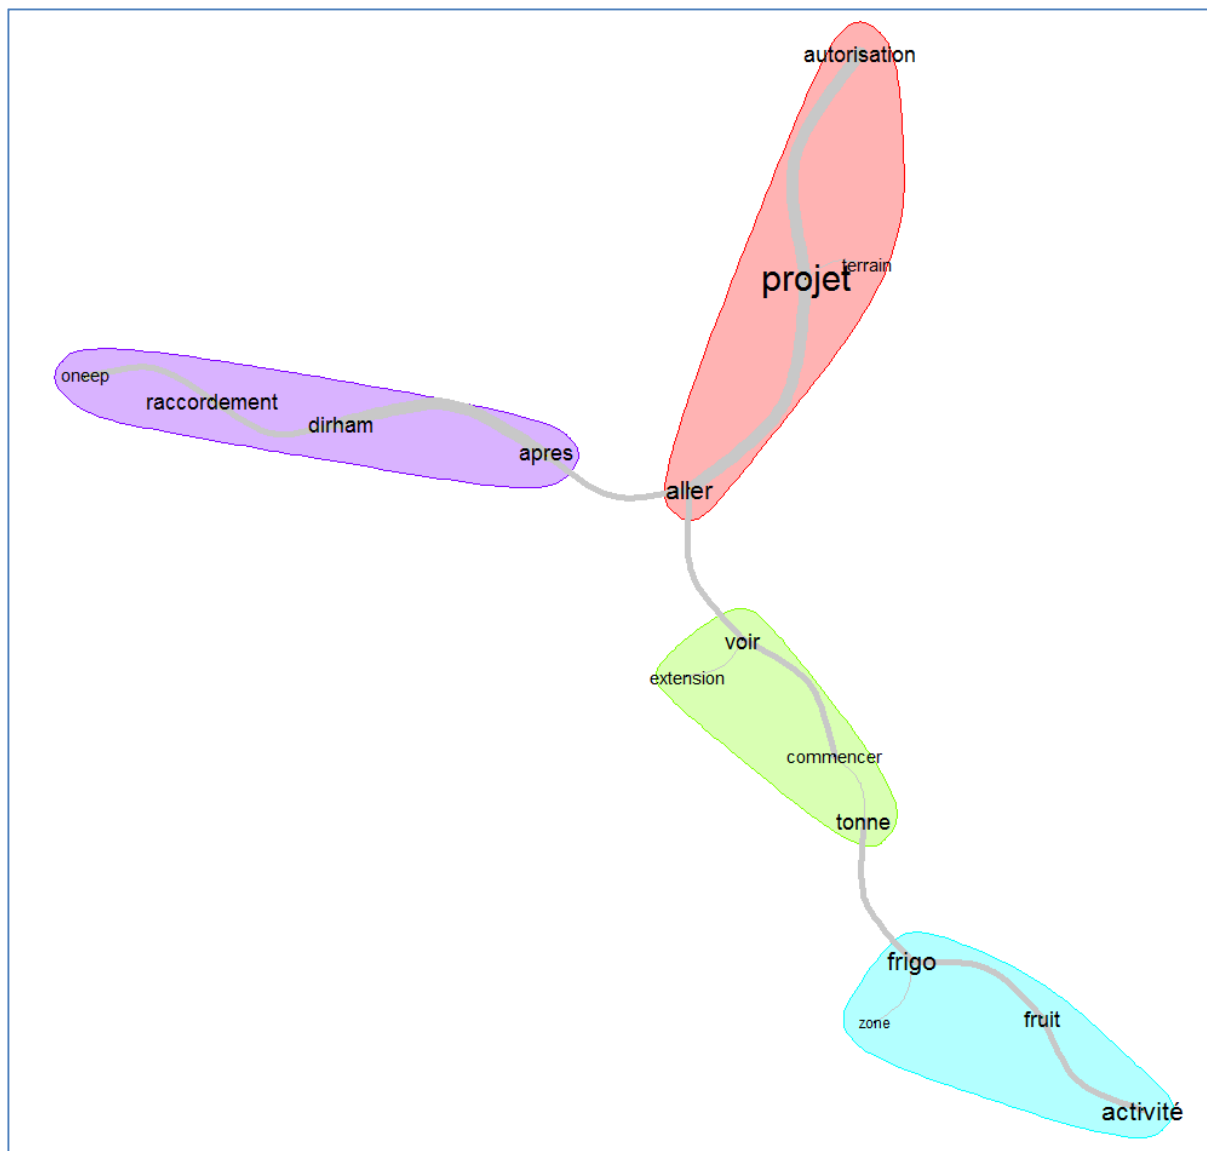 autorisation
terrain
projet
oneep
raccordement
dirham
apres
aller
voir
extension
commencer
tonne
frigo
zone
fruit
activité